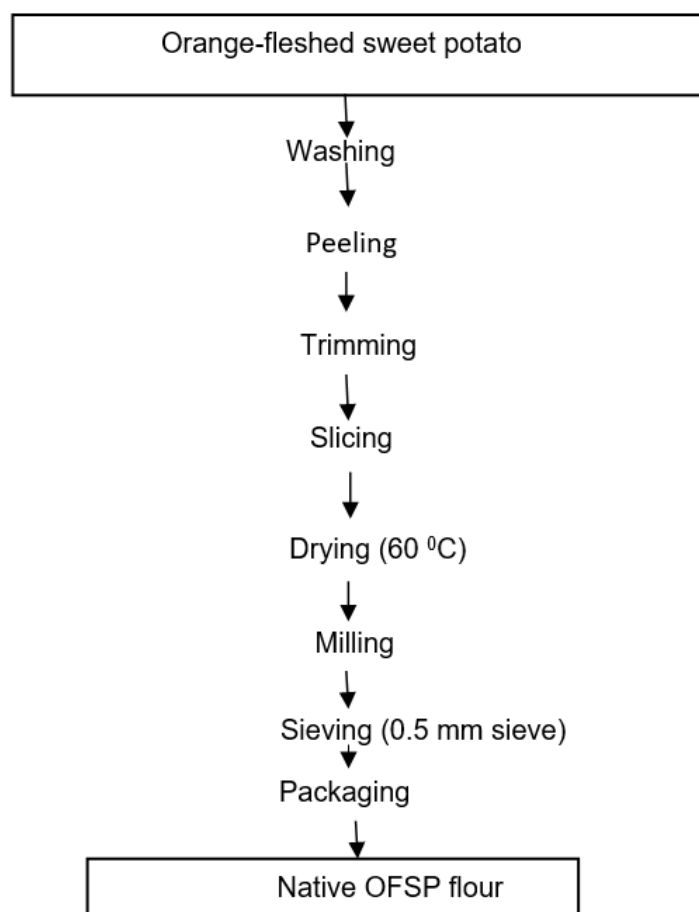 Orange-fleshed sweet potato
Washing
Peeling
Trimming
Slicing
Drying (60 ⁰C)
Milling
Sieving (0.5 mm sieve)
Packaging
Native OFSP flour